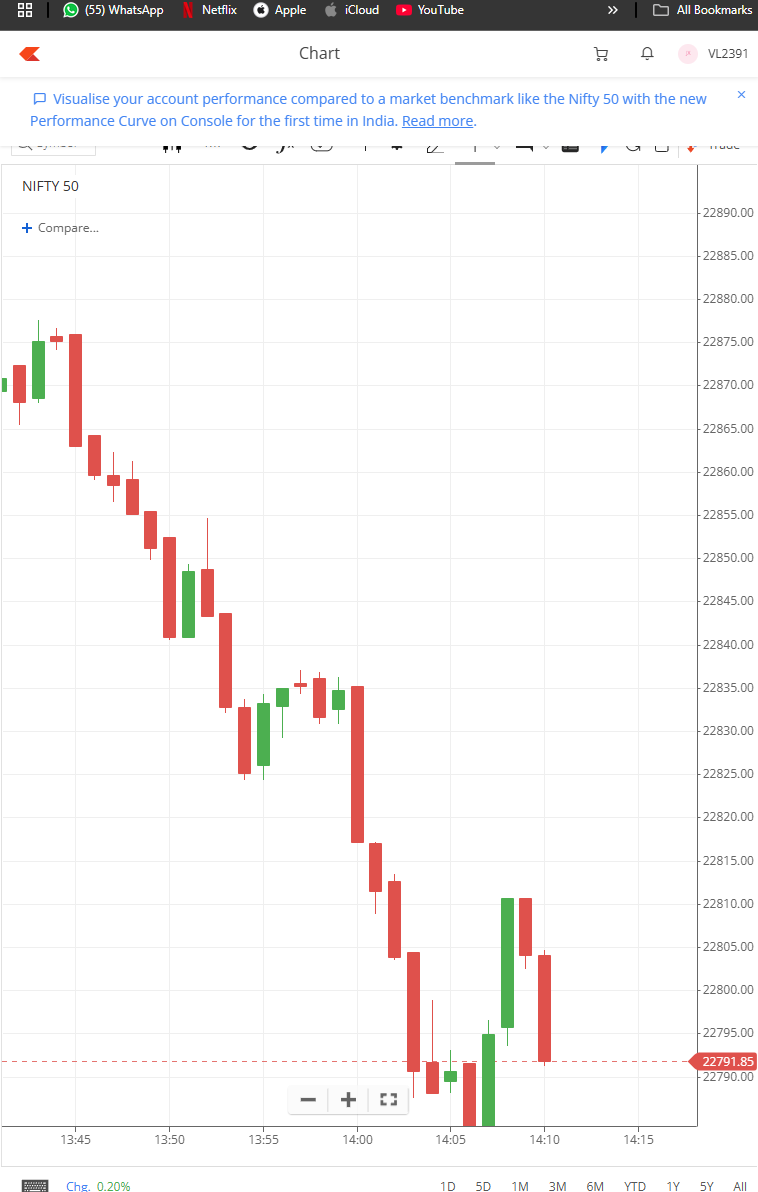 (55) WhatsApp
Netflix
Apple
iCloud
YouTube
»
All Bookmarks
Chart
VL2391
Visualise your account performance compared to a market benchmark like the Nifty 50 with the new
Performance Curve on Console for the first time in India. Read more.
NIFTY 50
+ Compare...
22890.00
22885.00
22880.00
22875.00
22870.00
22865.00
22860.00
22855.00
22850.00
22845.00
22840.00
22835.00
22830.00
22825.00
22820.00
22815.00
22810.00
22805.00
22800.00
22795.00
22791.85
22790.00
13:45 13:50 13:55 14:00 14:05 14:10 14:15
Chg. 0.20% 1D 5D 1M 3M 6M YTD 1Y 5Y All